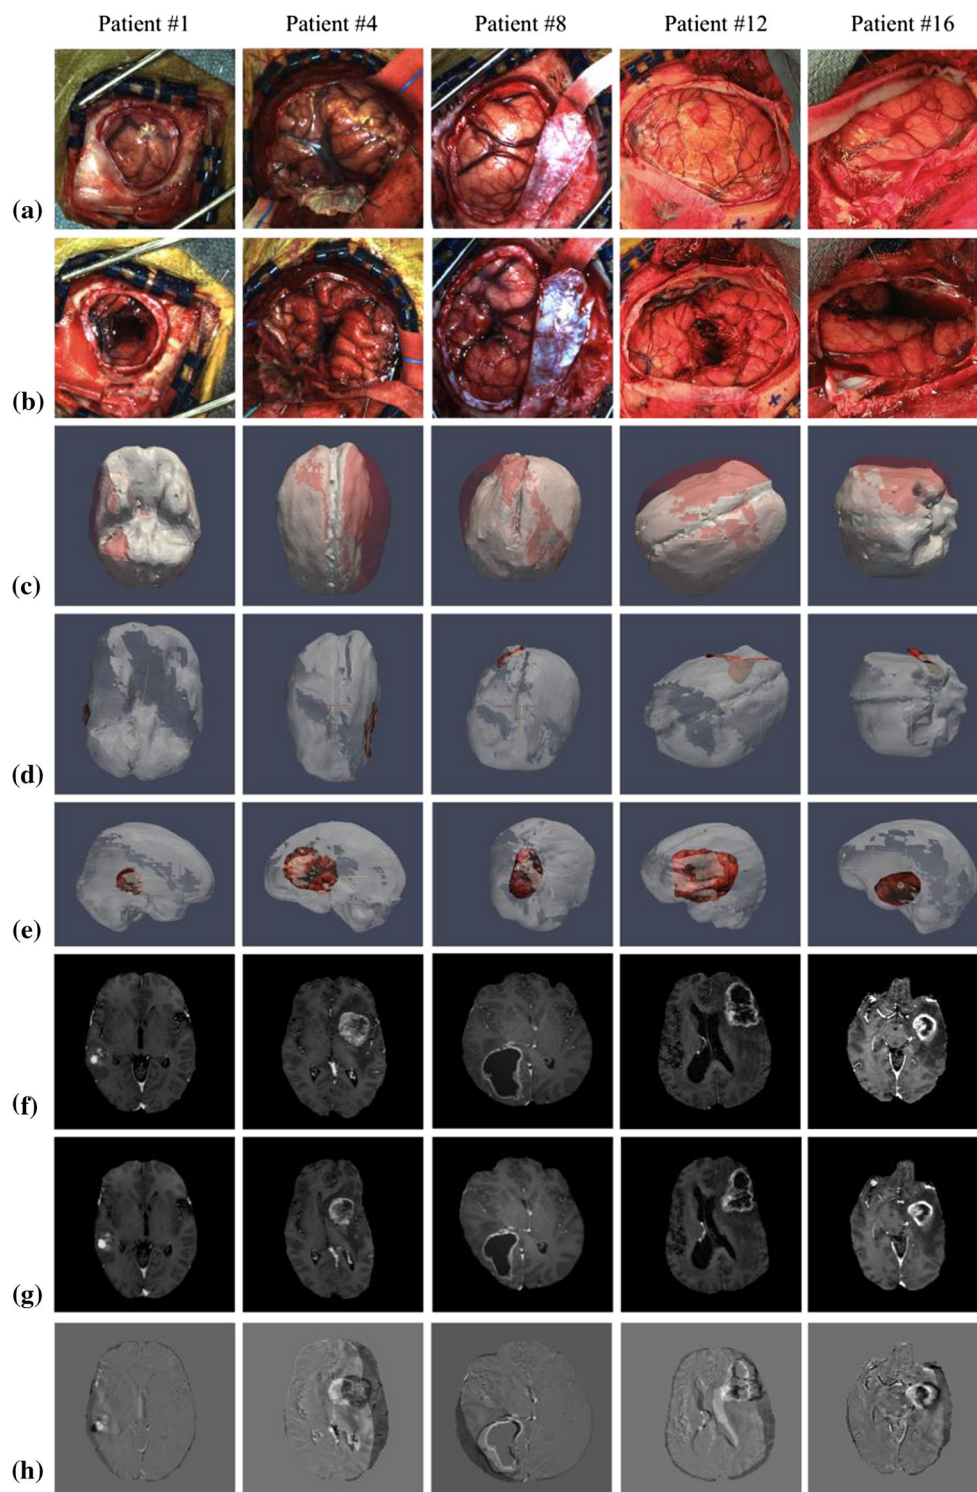 Patient #1 Patient #4 Patient #8 Patient #12 Patient #16
(a)
(b)
(c)
(d)
(e)
(f)
(g)
(h)